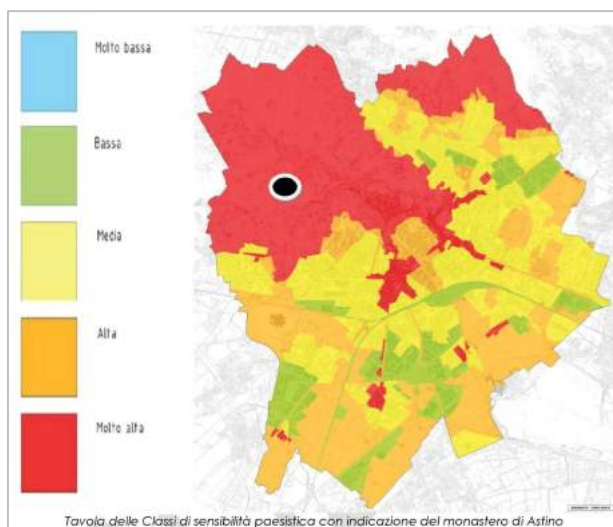 Molto bassa
Bassa
Media
Alta
Molto alta
Tavola delle Classi di sensibilità paesistica con indicazione del monastero di Astino